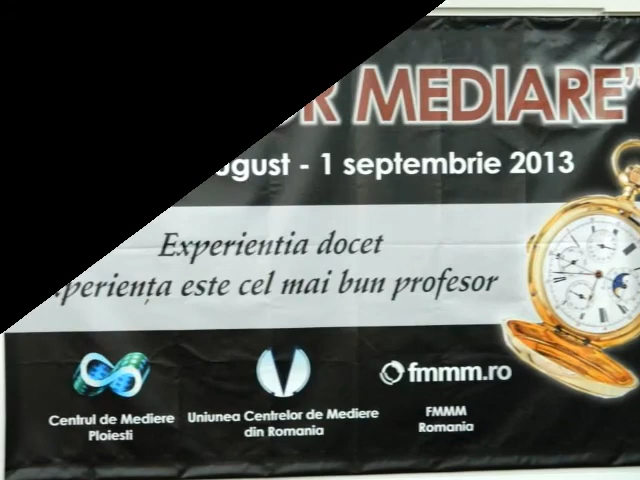 MEDIARE"
- 1 septembrie 2013
Experientia docet
este cel mai bun profesor
fmmm.ro
Centrul de Mediere
Ploiesti
Uniunea Centrelor de Mediere
din Romania
FMMM
Romania